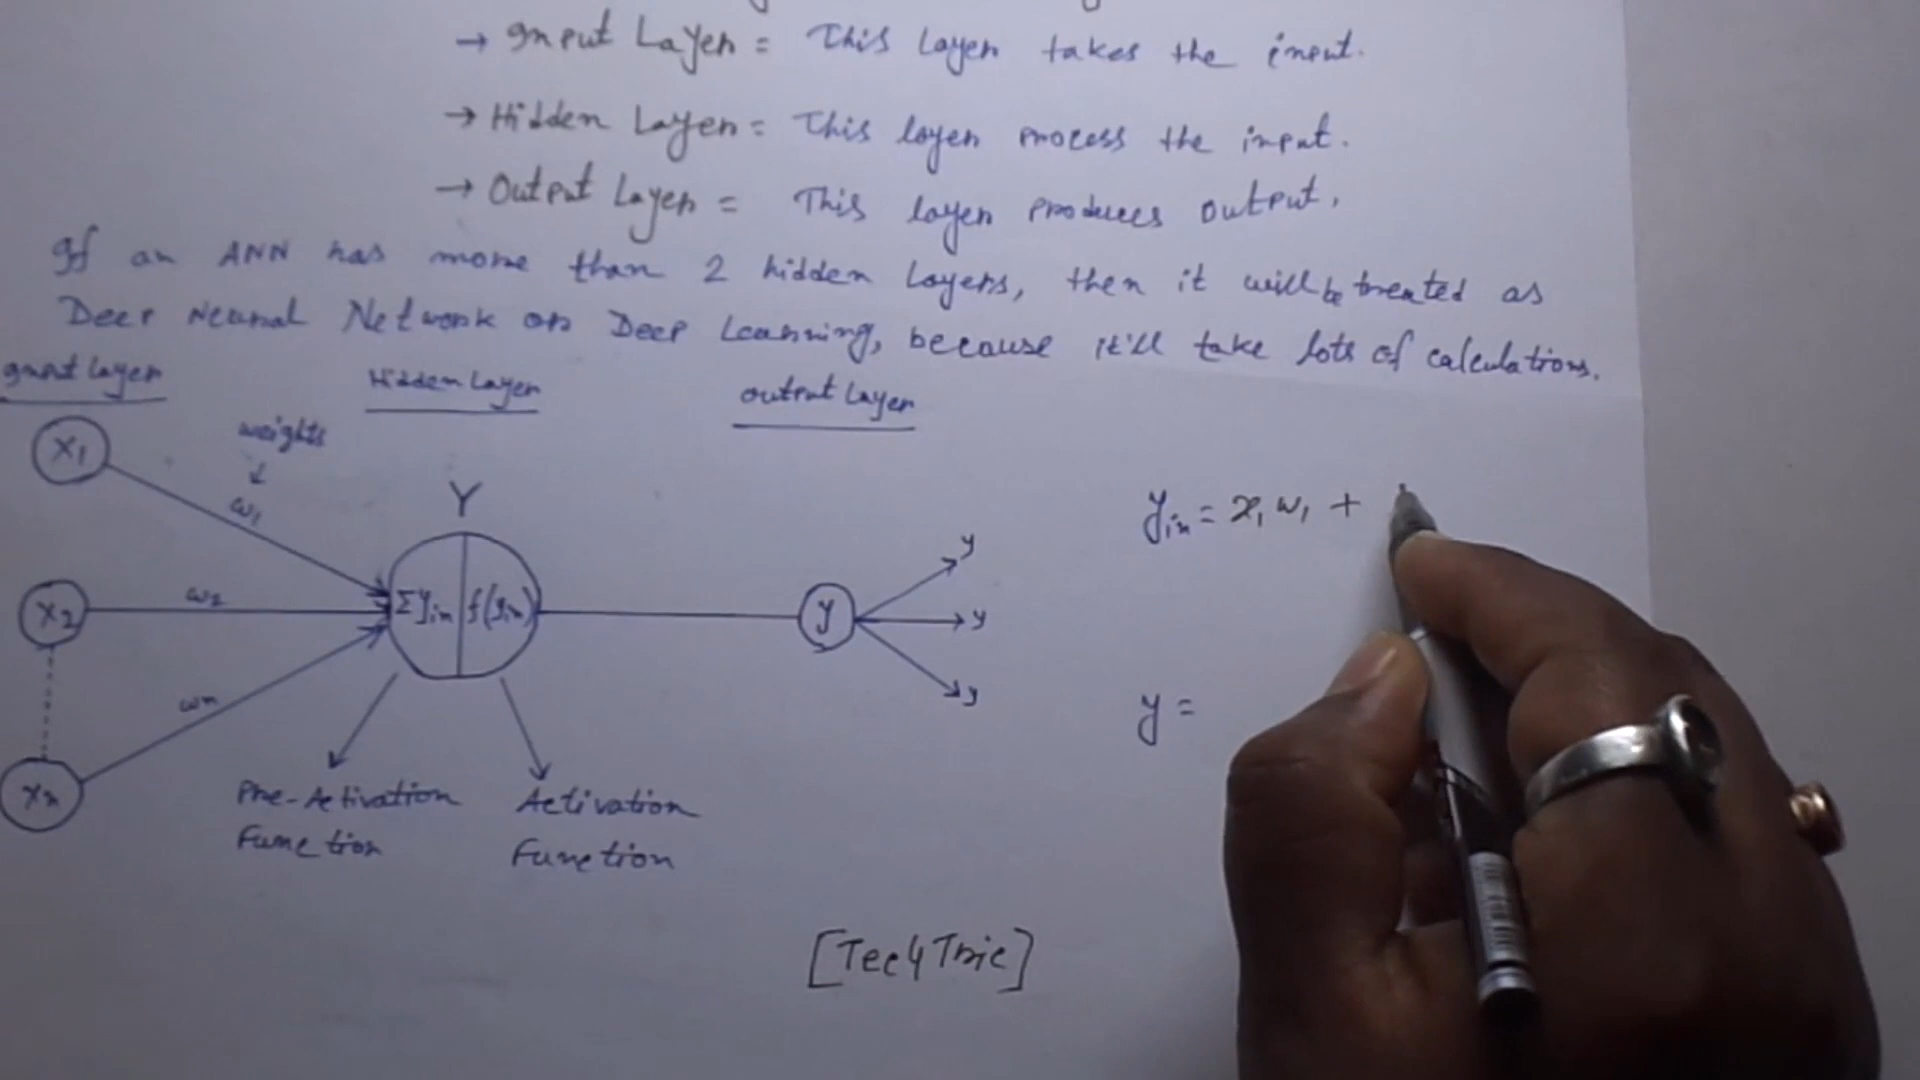 → Input Layer = This layer takes the input.
→ Hidden Layer = This layer process the input.
→ Output Layer = This layer produces output.
If an ANN has more than 2 hidden layers, then it will be treated as
Deep Neural Network or Deep Learning, because it'll take lots of calculations.
Input layer
Hidden Layer
output layer
weights
↓
x1
w1
Y
x2
w2
ΣYin
f(yin)
y
y
y
y
xn
wn
Pre-Activation
Function
Activation
Function
yin = x1 w1 +
y =
[Tec4Tric]